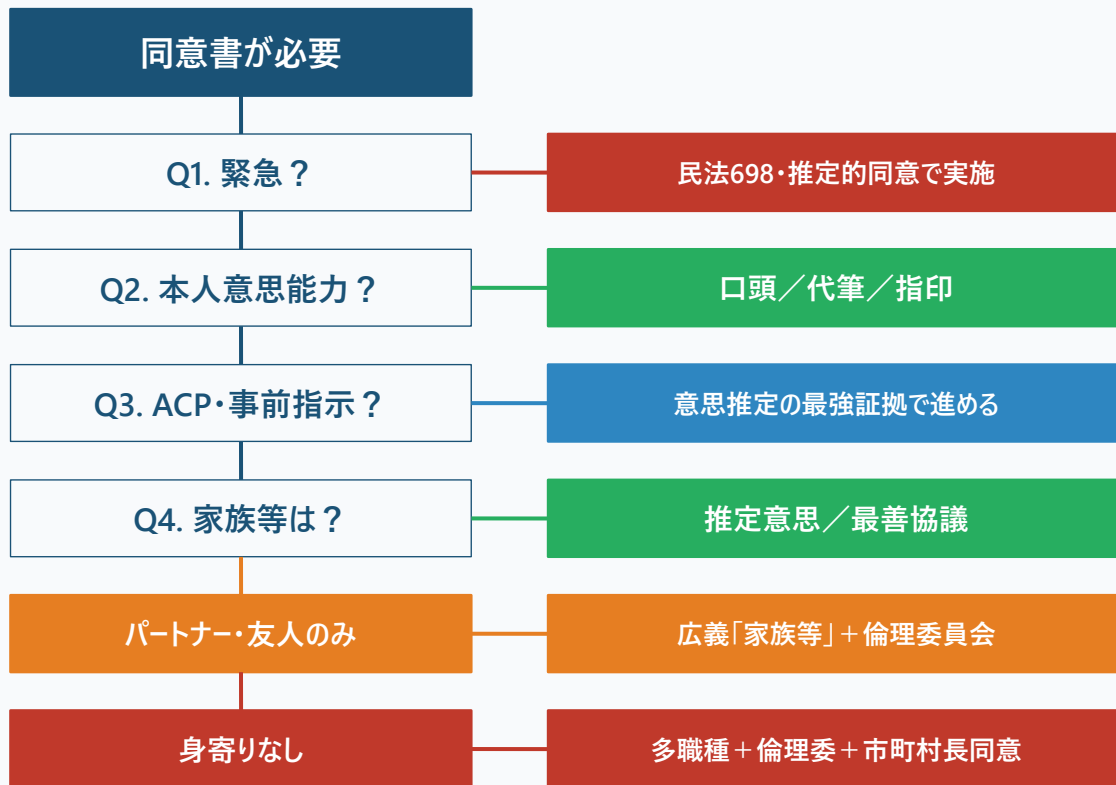 同意書が必要
Q1. 緊急？
民法698・推定的同意で実施
Q2. 本人意思能力？
口頭／代筆／指印
Q3. ACP・事前指示？
意思推定の最強証拠で進める
Q4. 家族等は？
推定意思／最善協議
パートナー・友人のみ
広義「家族等」＋倫理委員会
身寄りなし
多職種＋倫理委＋市町村長同意